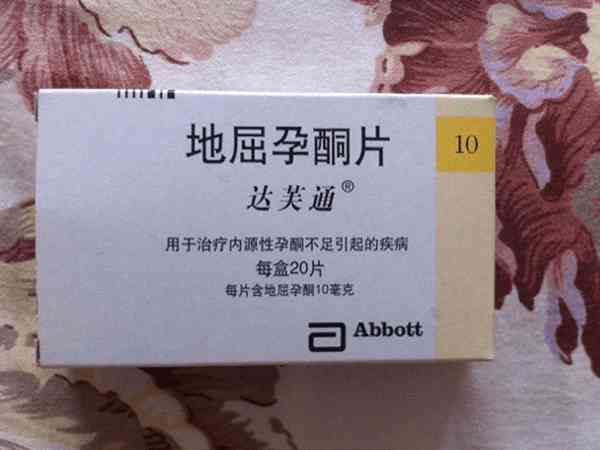 地屈孕酮片
10
达芙通®
用于治疗内源性孕酮不足引起的疾病
每盒20片
每片含地屈孕酮10毫克
Abbott